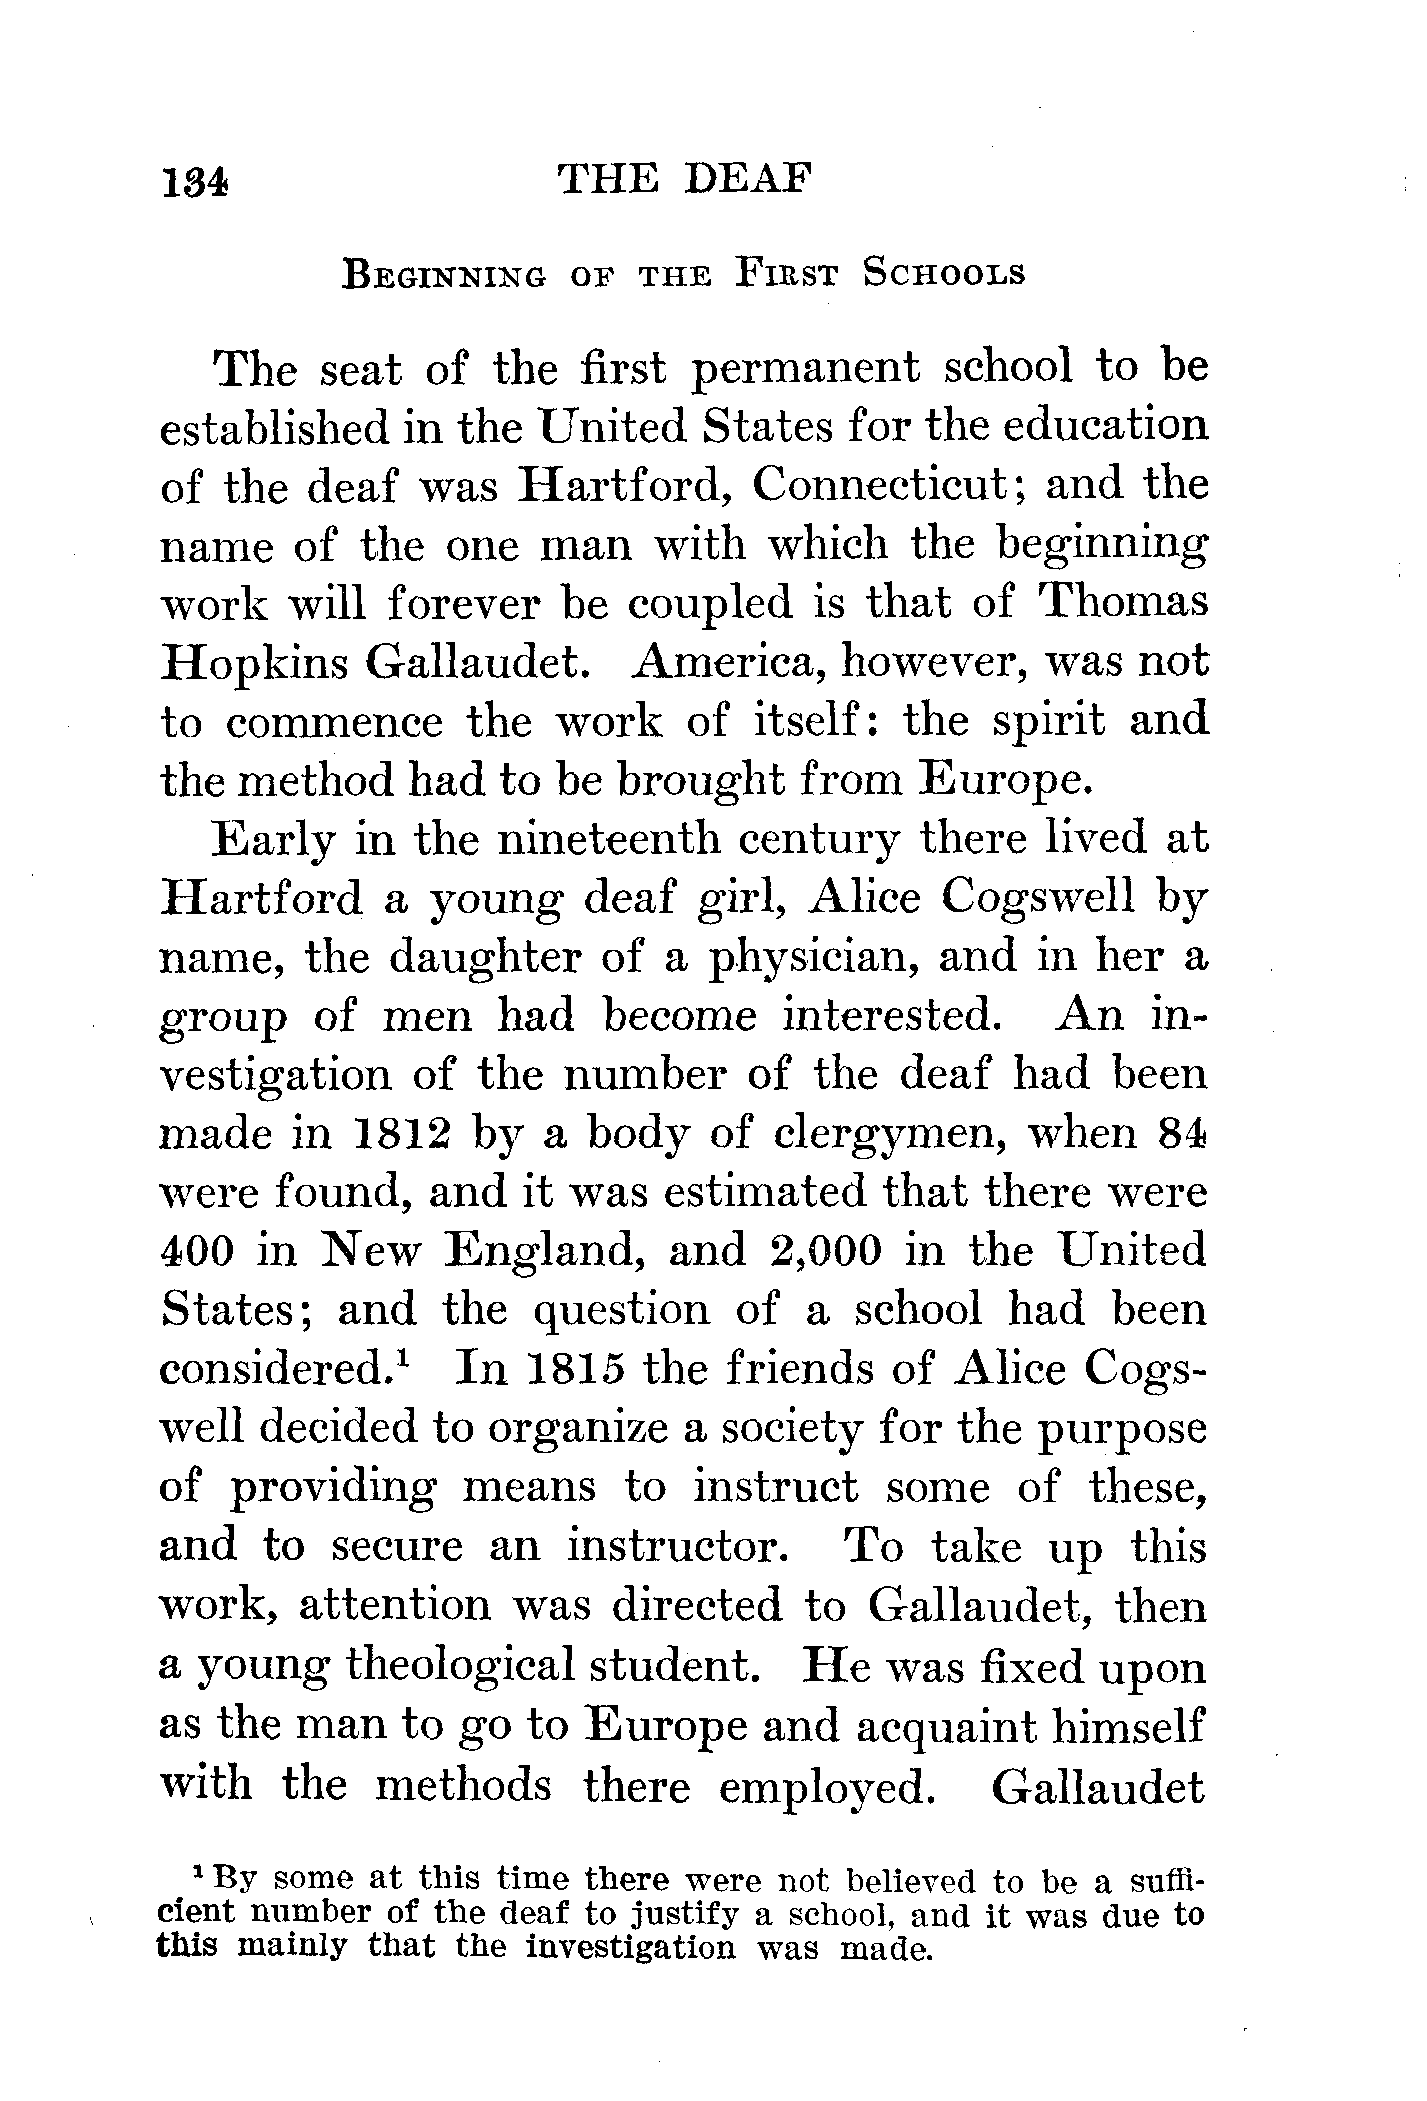 134 THE DEAF
Beginning of the First Schools
The seat of the first permanent school to be
established in the United States for the education
of the deaf was Hartford, Connecticut; and the
name of the one man with which the beginning
work will forever be coupled is that of Thomas
Hopkins Gallaudet. America, however, was not
to commence the work of itself: the spirit and
the method had to be brought from Europe.
Early in the nineteenth century there lived at
Hartford a young deaf girl, Alice Cogswell by
name, the daughter of a physician, and in her a
group of men had become interested. An in-
vestigation of the number of the deaf had been
made in 1812 by a body of clergymen, when 84
were found, and it was estimated that there were
400 in New England, and 2,000 in the United
States; and the question of a school had been
considered.¹ In 1815 the friends of Alice Cogs-
well decided to organize a society for the purpose
of providing means to instruct some of these,
and to secure an instructor. To take up this
work, attention was directed to Gallaudet, then
a young theological student. He was fixed upon
as the man to go to Europe and acquaint himself
with the methods there employed. Gallaudet
¹ By some at this time there were not believed to be a suffi-
cient number of the deaf to justify a school, and it was due to
this mainly that the investigation was made.